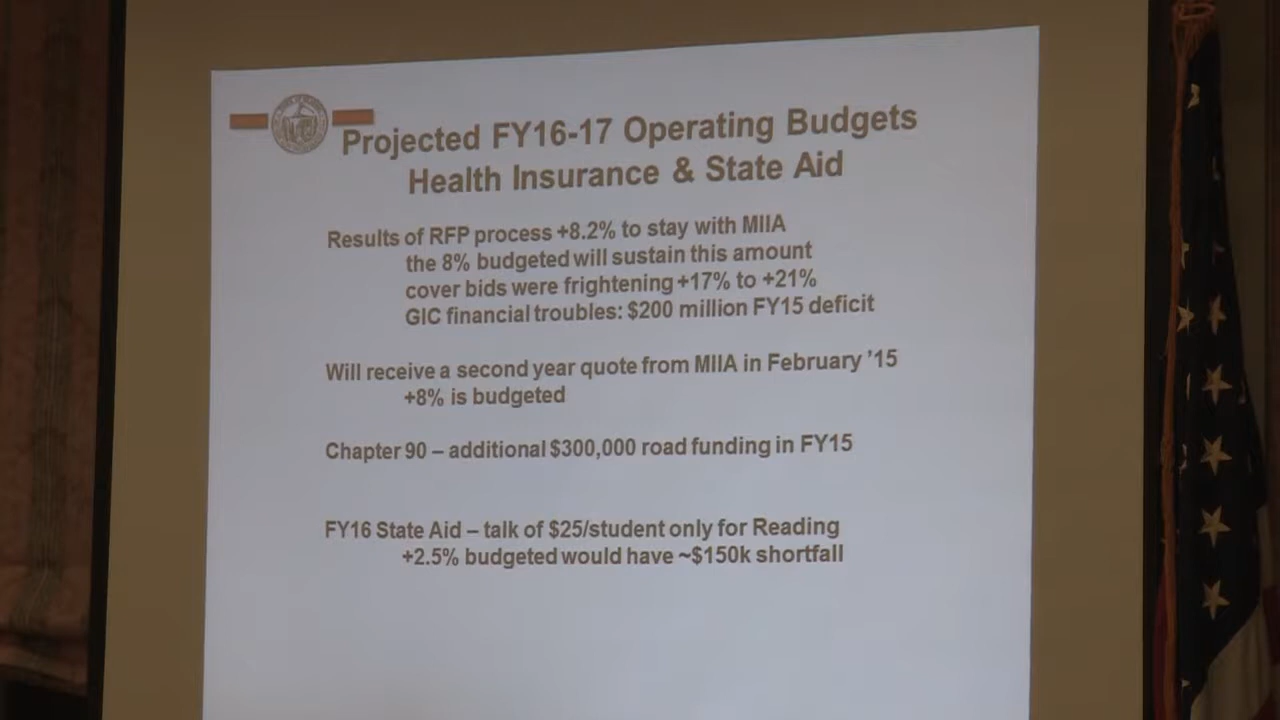 Projected FY16-17 Operating Budgets
Health Insurance & State Aid
Results of RFP process +8.2% to stay with MIIA
the 8% budgeted will sustain this amount
cover bids were frightening +17% to +21%
GIC financial troubles: $200 million FY15 deficit
Will receive a second year quote from MIIA in February '15
+8% is budgeted
Chapter 90 – additional $300,000 road funding in FY15
FY16 State Aid – talk of $25/student only for Reading
+2.5% budgeted would have ~$150k shortfall